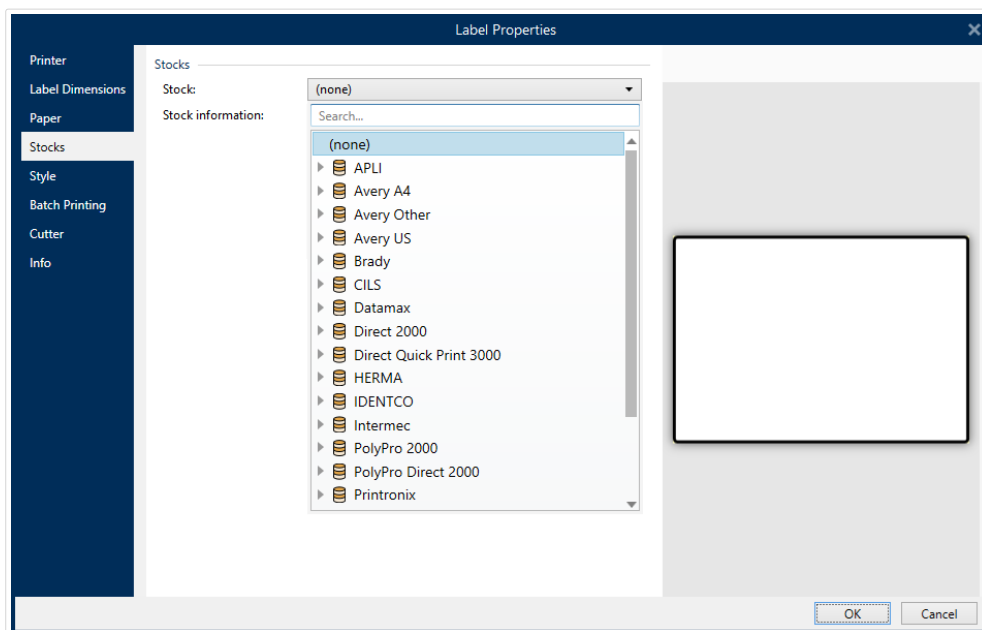 Label Properties
Printer
Label Dimensions
Paper
Stocks
Style
Batch Printing
Cutter
Info
Stocks
Stock: (none)
Stock information: Search...
(none)
APLI
Avery A4
Avery Other
Avery US
Brady
CILS
Datamax
Direct 2000
Direct Quick Print 3000
HERMA
IDENTCO
Intermec
PolyPro 2000
PolyPro Direct 2000
Printronix
OK Cancel